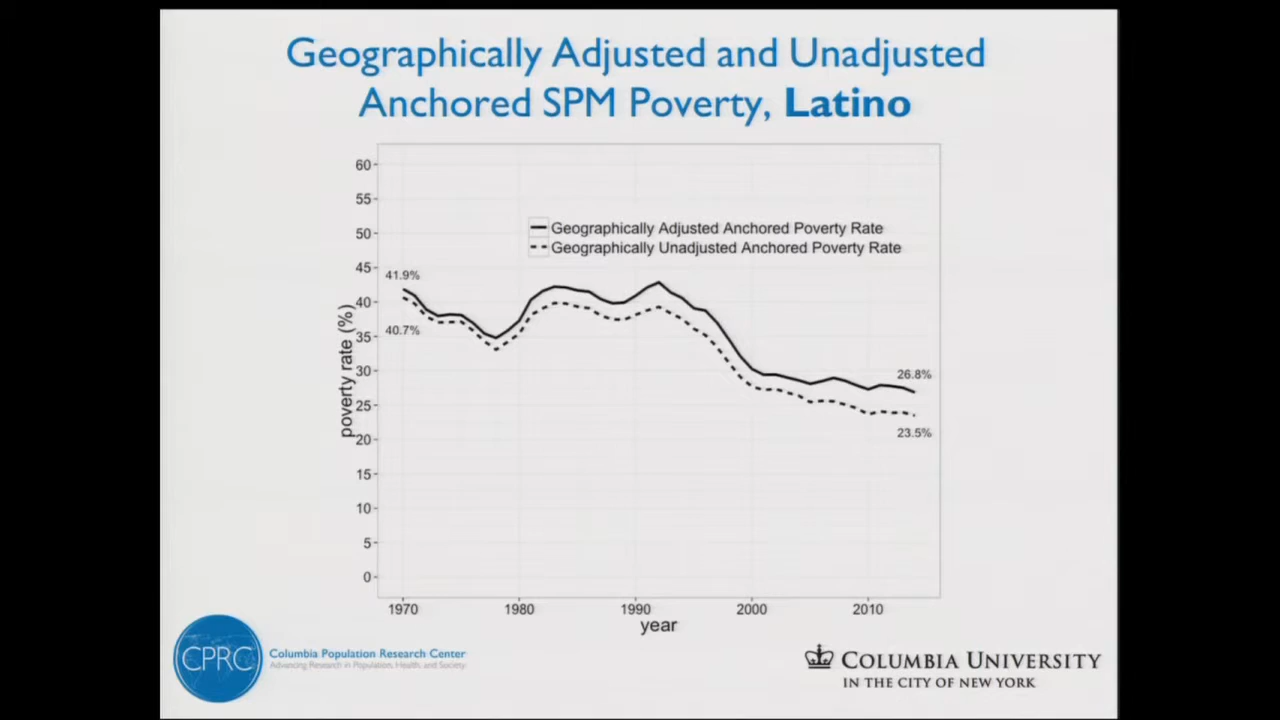 Geographically Adjusted and Unadjusted
Anchored SPM Poverty, Latino
60
55
50
45
40
35
30
25
20
15
10
5
0
poverty rate (%)
Geographically Adjusted Anchored Poverty Rate
Geographically Unadjusted Anchored Poverty Rate
41.9%
40.7%
26.8%
23.5%
1970
1980
1990
2000
2010
year
CPRC
Columbia Population Research Center
Advancing Research in Population, Health, and Society
COLUMBIA UNIVERSITY
IN THE CITY OF NEW YORK